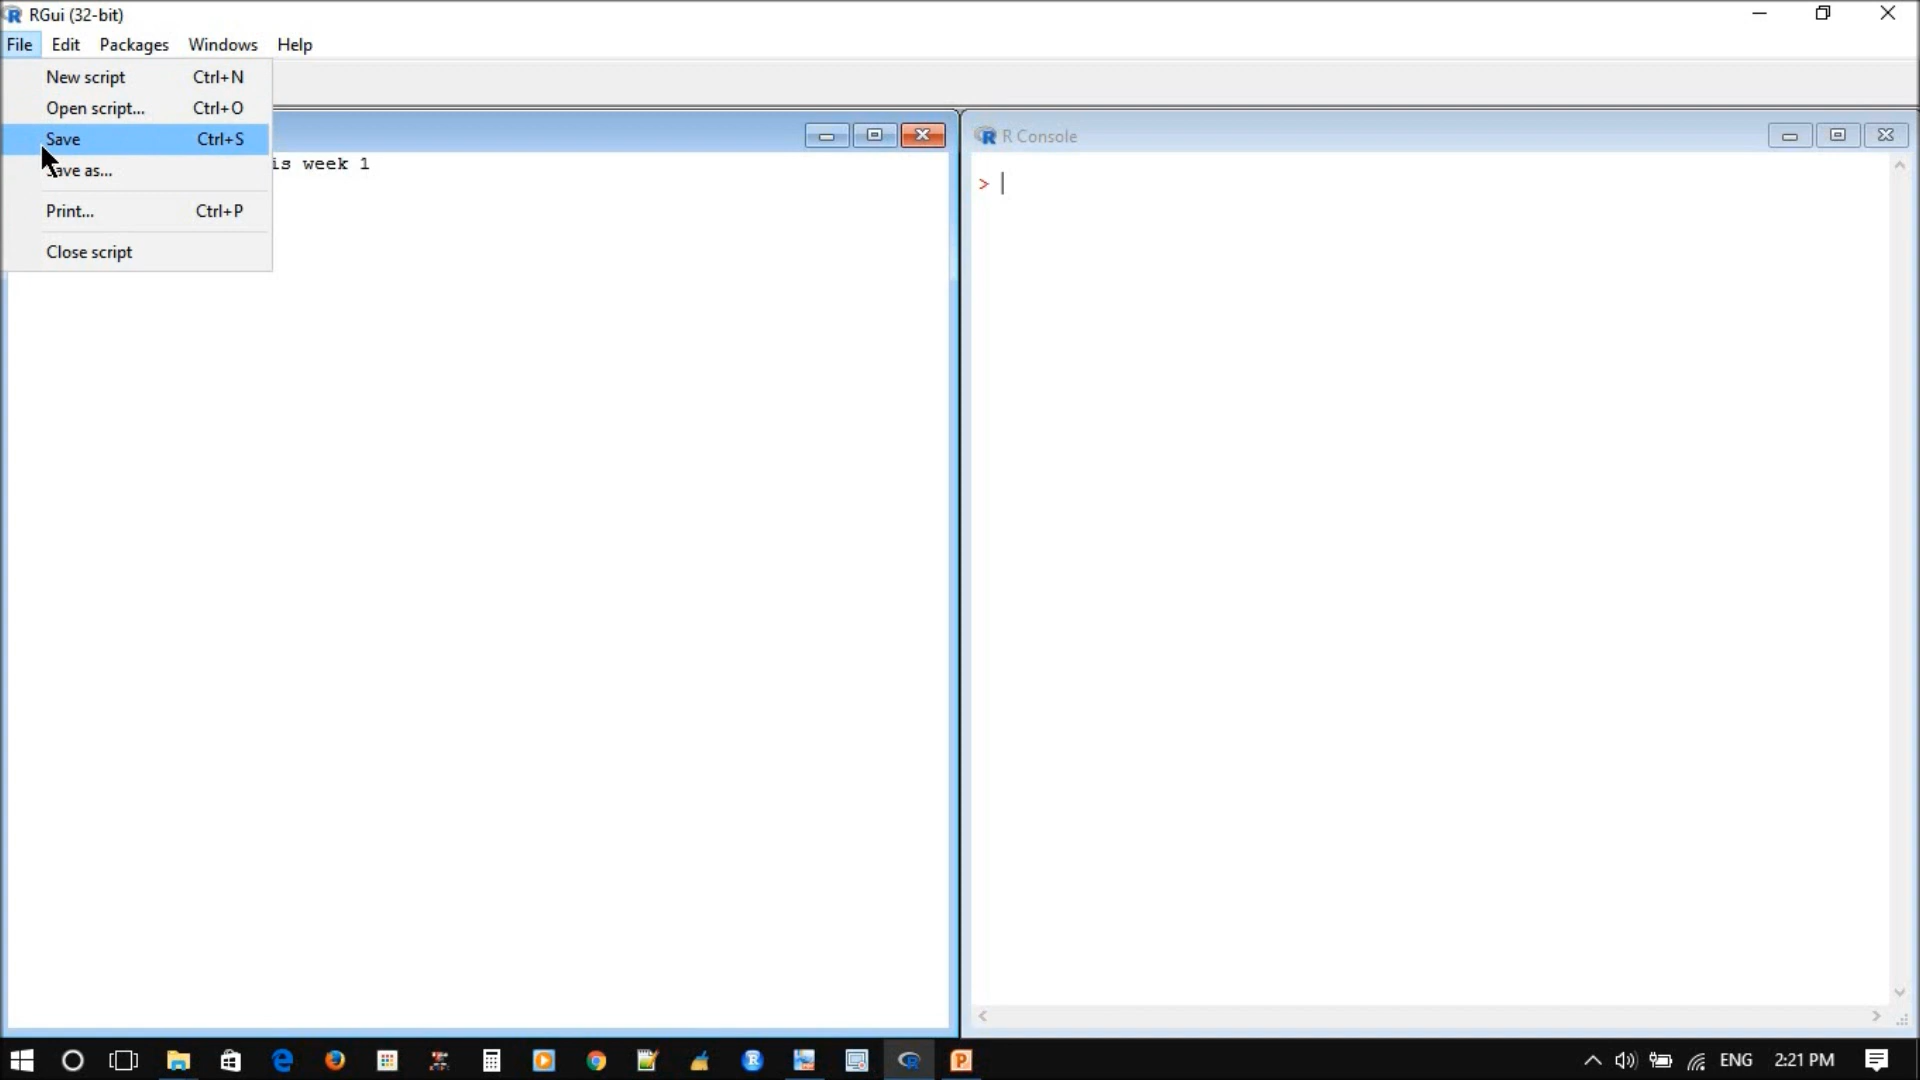 RGui (32-bit)
File Edit Packages Windows Help
New script Ctrl+N
Open script... Ctrl+O
Save Ctrl+S
ave as...
Print... Ctrl+P
Close script
is week 1
R Console
>
ENG 2:21 PM